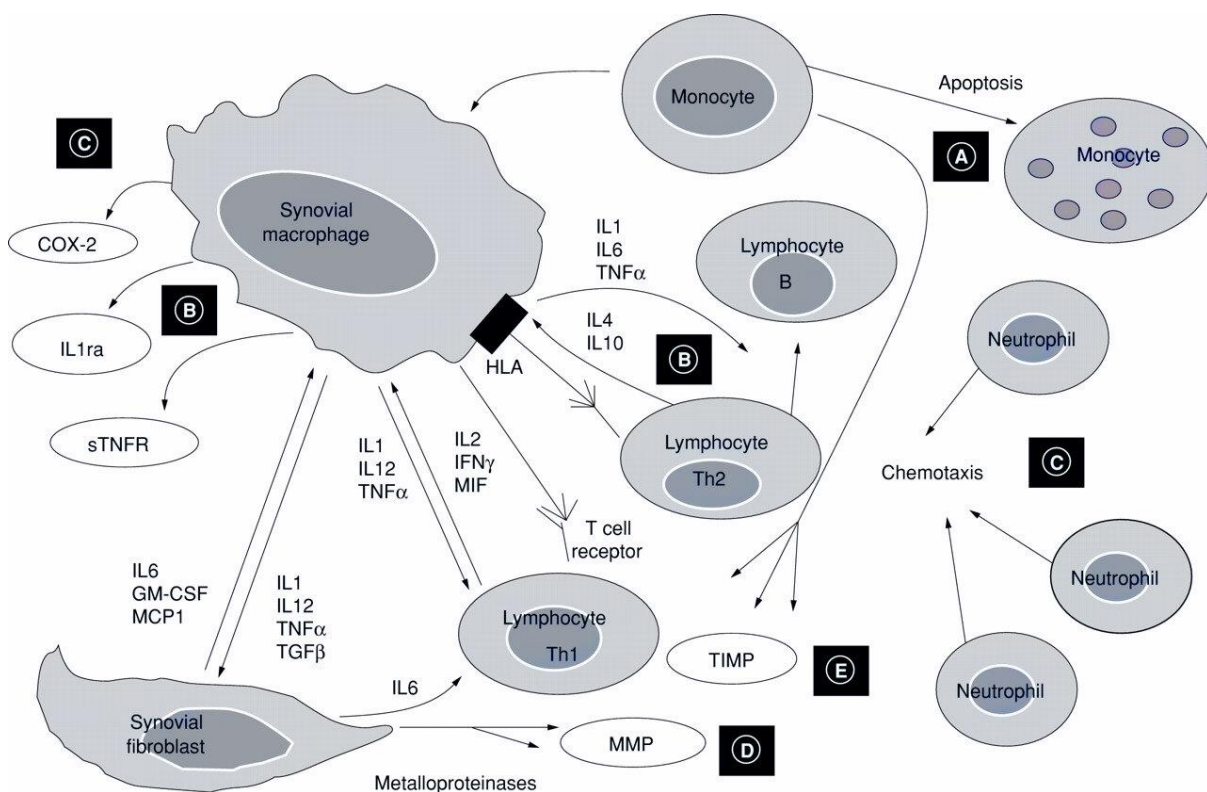 Monocyte
Apoptosis
Ⓐ
Monocyte
Ⓒ
Synovial
macrophage
COX-2
IL1
IL6
TNFα
Lymphocyte
B
Ⓑ
IL1ra
IL4
IL10
Ⓑ
Neutrophil
HLA
sTNFR
Lymphocyte
Th2
IL1
IL12
TNFα
IL2
IFNγ
MIF
Chemotaxis
Ⓒ
T cell
receptor
IL6
GM-CSF
MCP1
IL1
IL12
TNFα
TGFβ
Neutrophil
Lymphocyte
Th1
TIMP
Ⓔ
IL6
Neutrophil
Synovial
fibroblast
MMP
Ⓓ
Metalloproteinases